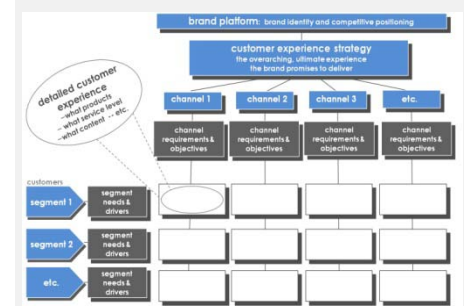 brand platform: brand identity and competitive positioning
customer experience strategy
the overarching, ultimate experience
the brand promises to deliver
detailed customer
experience
–what products
–what service level
–what content -- etc.
channel 1
channel 2
channel 3
etc.
channel
requirements &
objectives
channel
requirements &
objectives
channel
requirements &
objectives
channel
requirements &
objectives
customers
segment 1
segment
needs &
drivers
segment 2
segment
needs &
drivers
etc.
segment
needs &
drivers